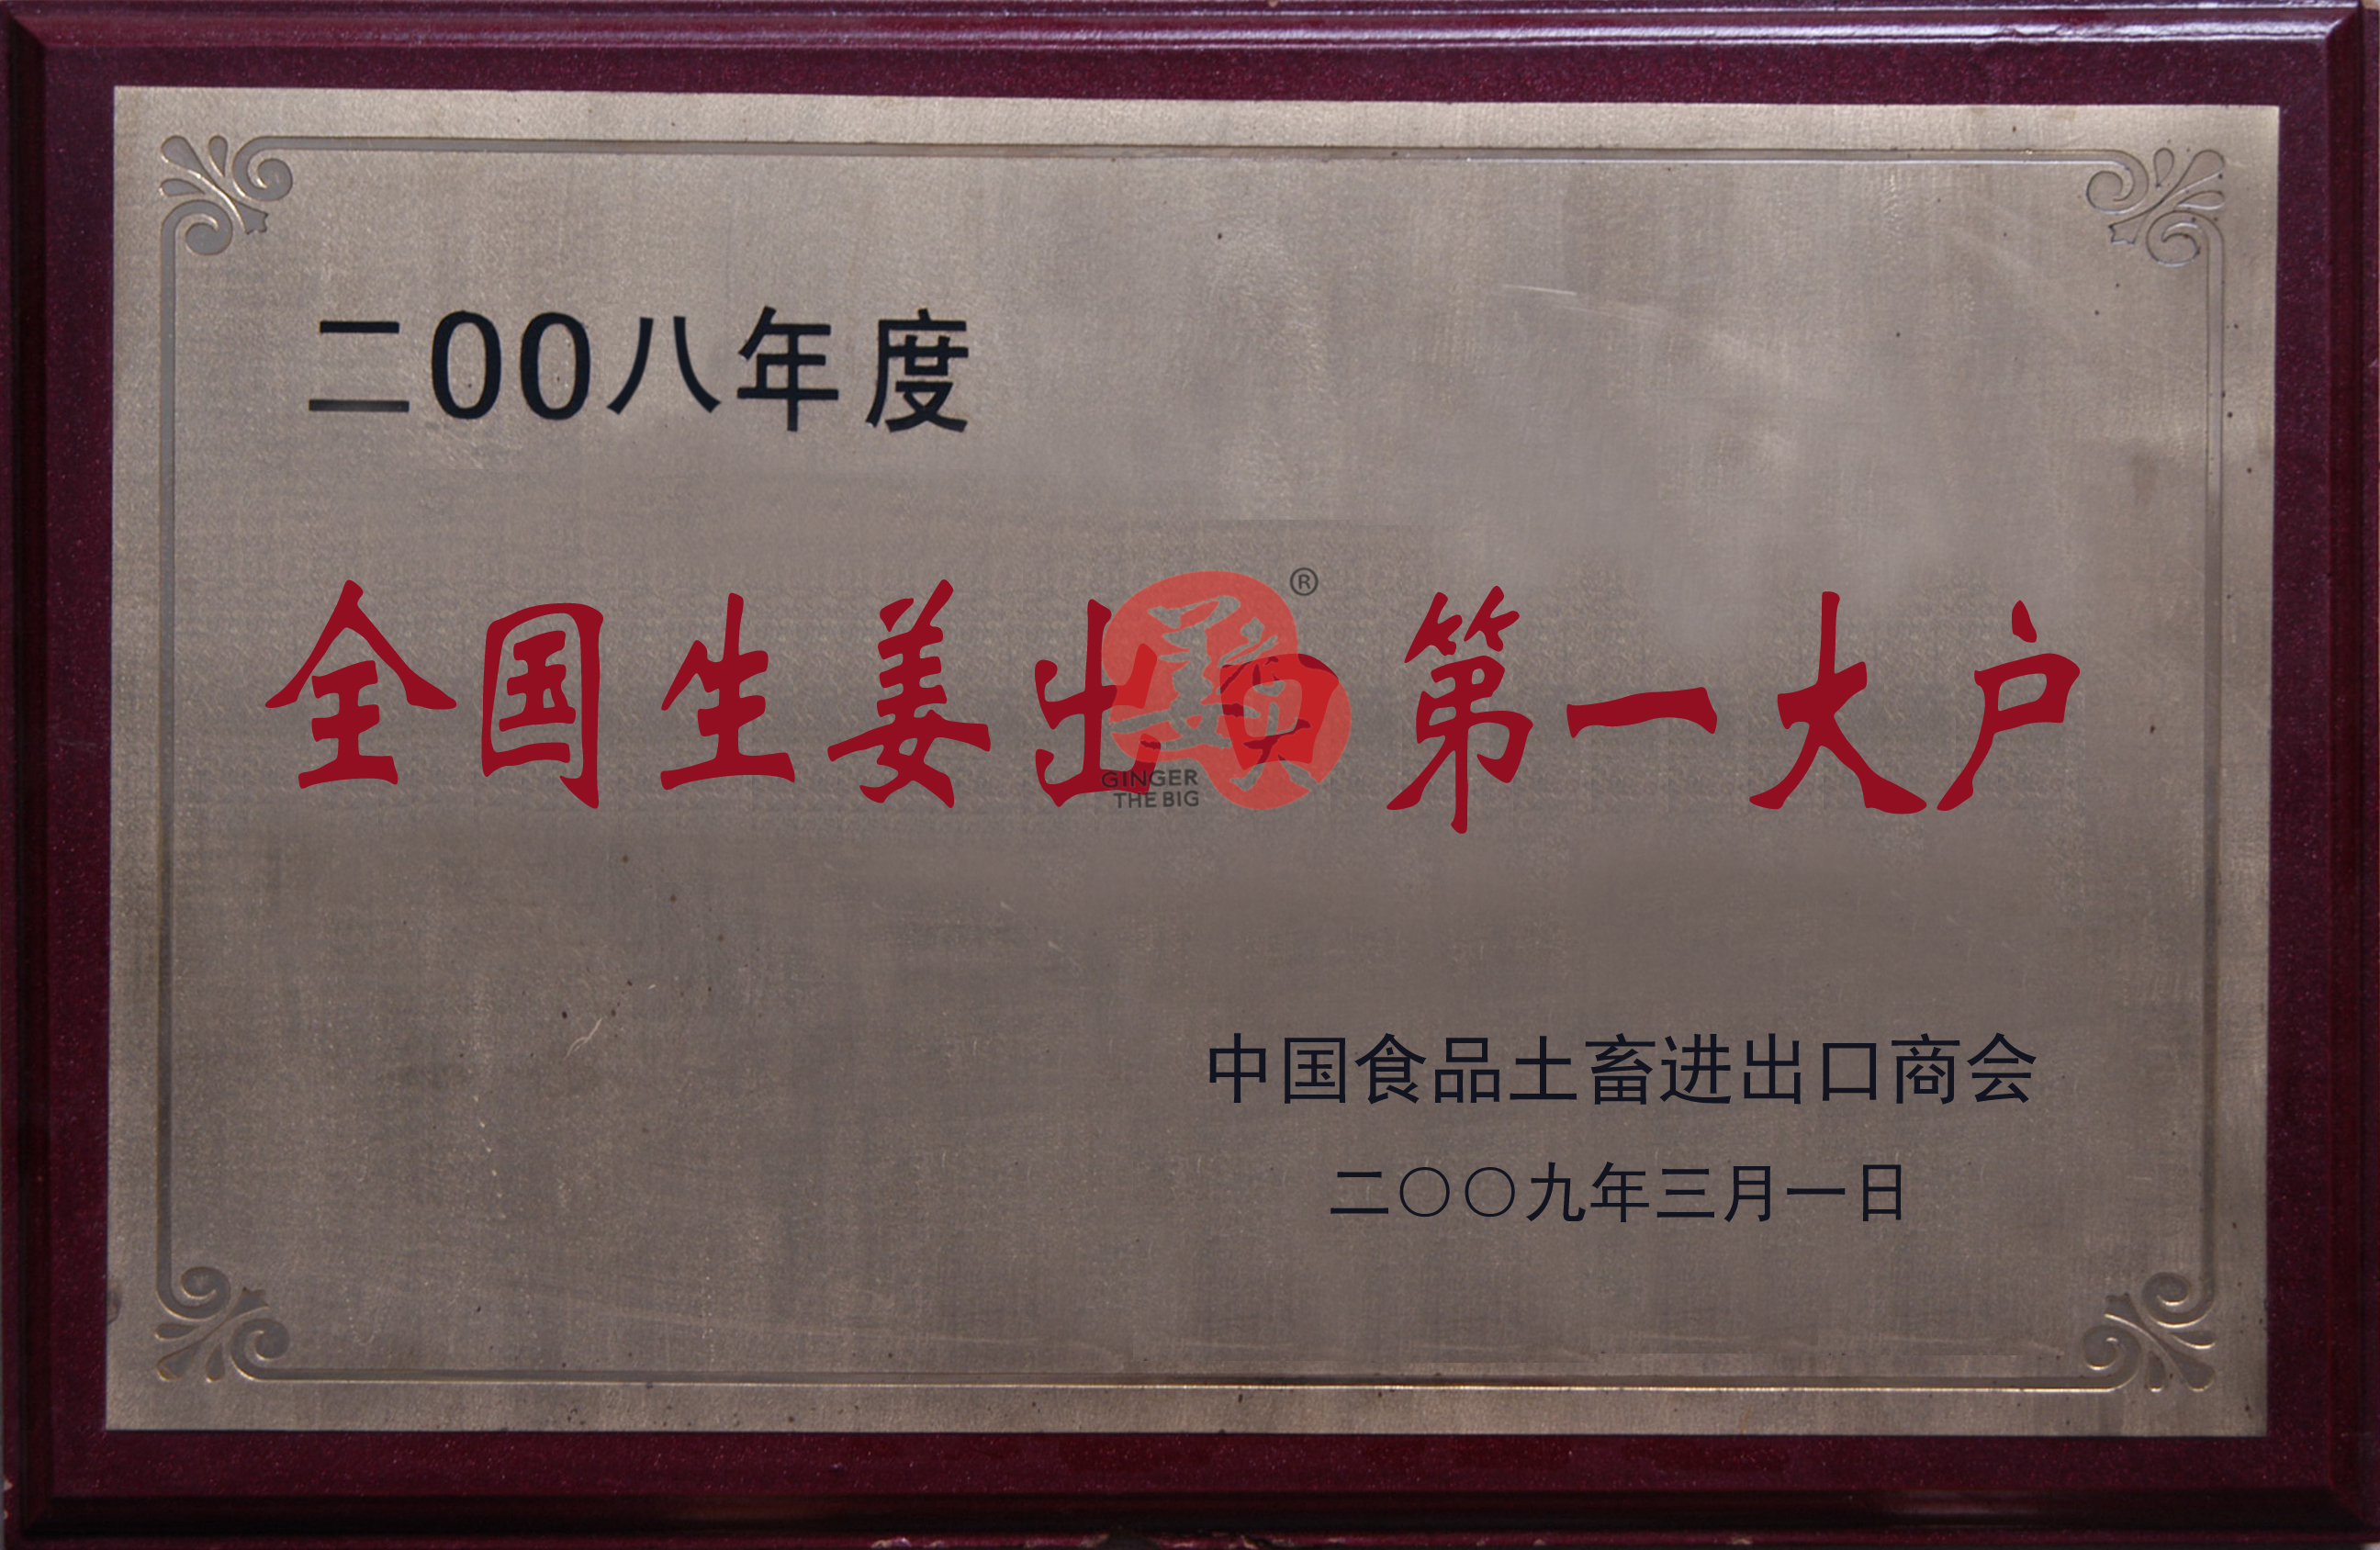 二00八年度
全国生姜出口第一大户
®
GINGER
THE BIG
中国食品土畜进出口商会
二〇〇九年三月一日